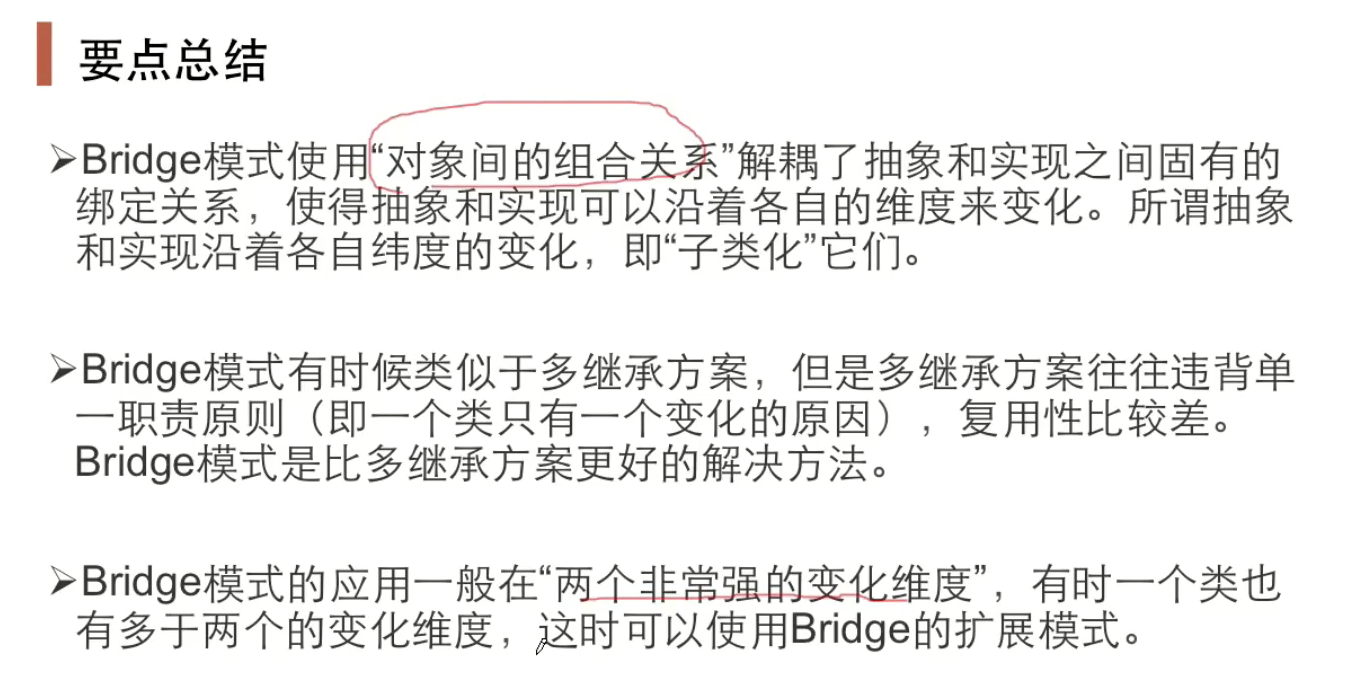 要点总结
➢Bridge模式使用“对象间的组合关系”解耦了抽象和实现之间固有的
绑定关系，使得抽象和实现可以沿着各自的维度来变化。所谓抽象
和实现沿着各自纬度的变化，即“子类化”它们。
➢Bridge模式有时候类似于多继承方案，但是多继承方案往往违背单
一职责原则（即一个类只有一个变化的原因），复用性比较差。
Bridge模式是比多继承方案更好的解决方法。
➢Bridge模式的应用一般在“两个非常强的变化维度”，有时一个类也
有多于两个的变化维度，这时可以使用Bridge的扩展模式。